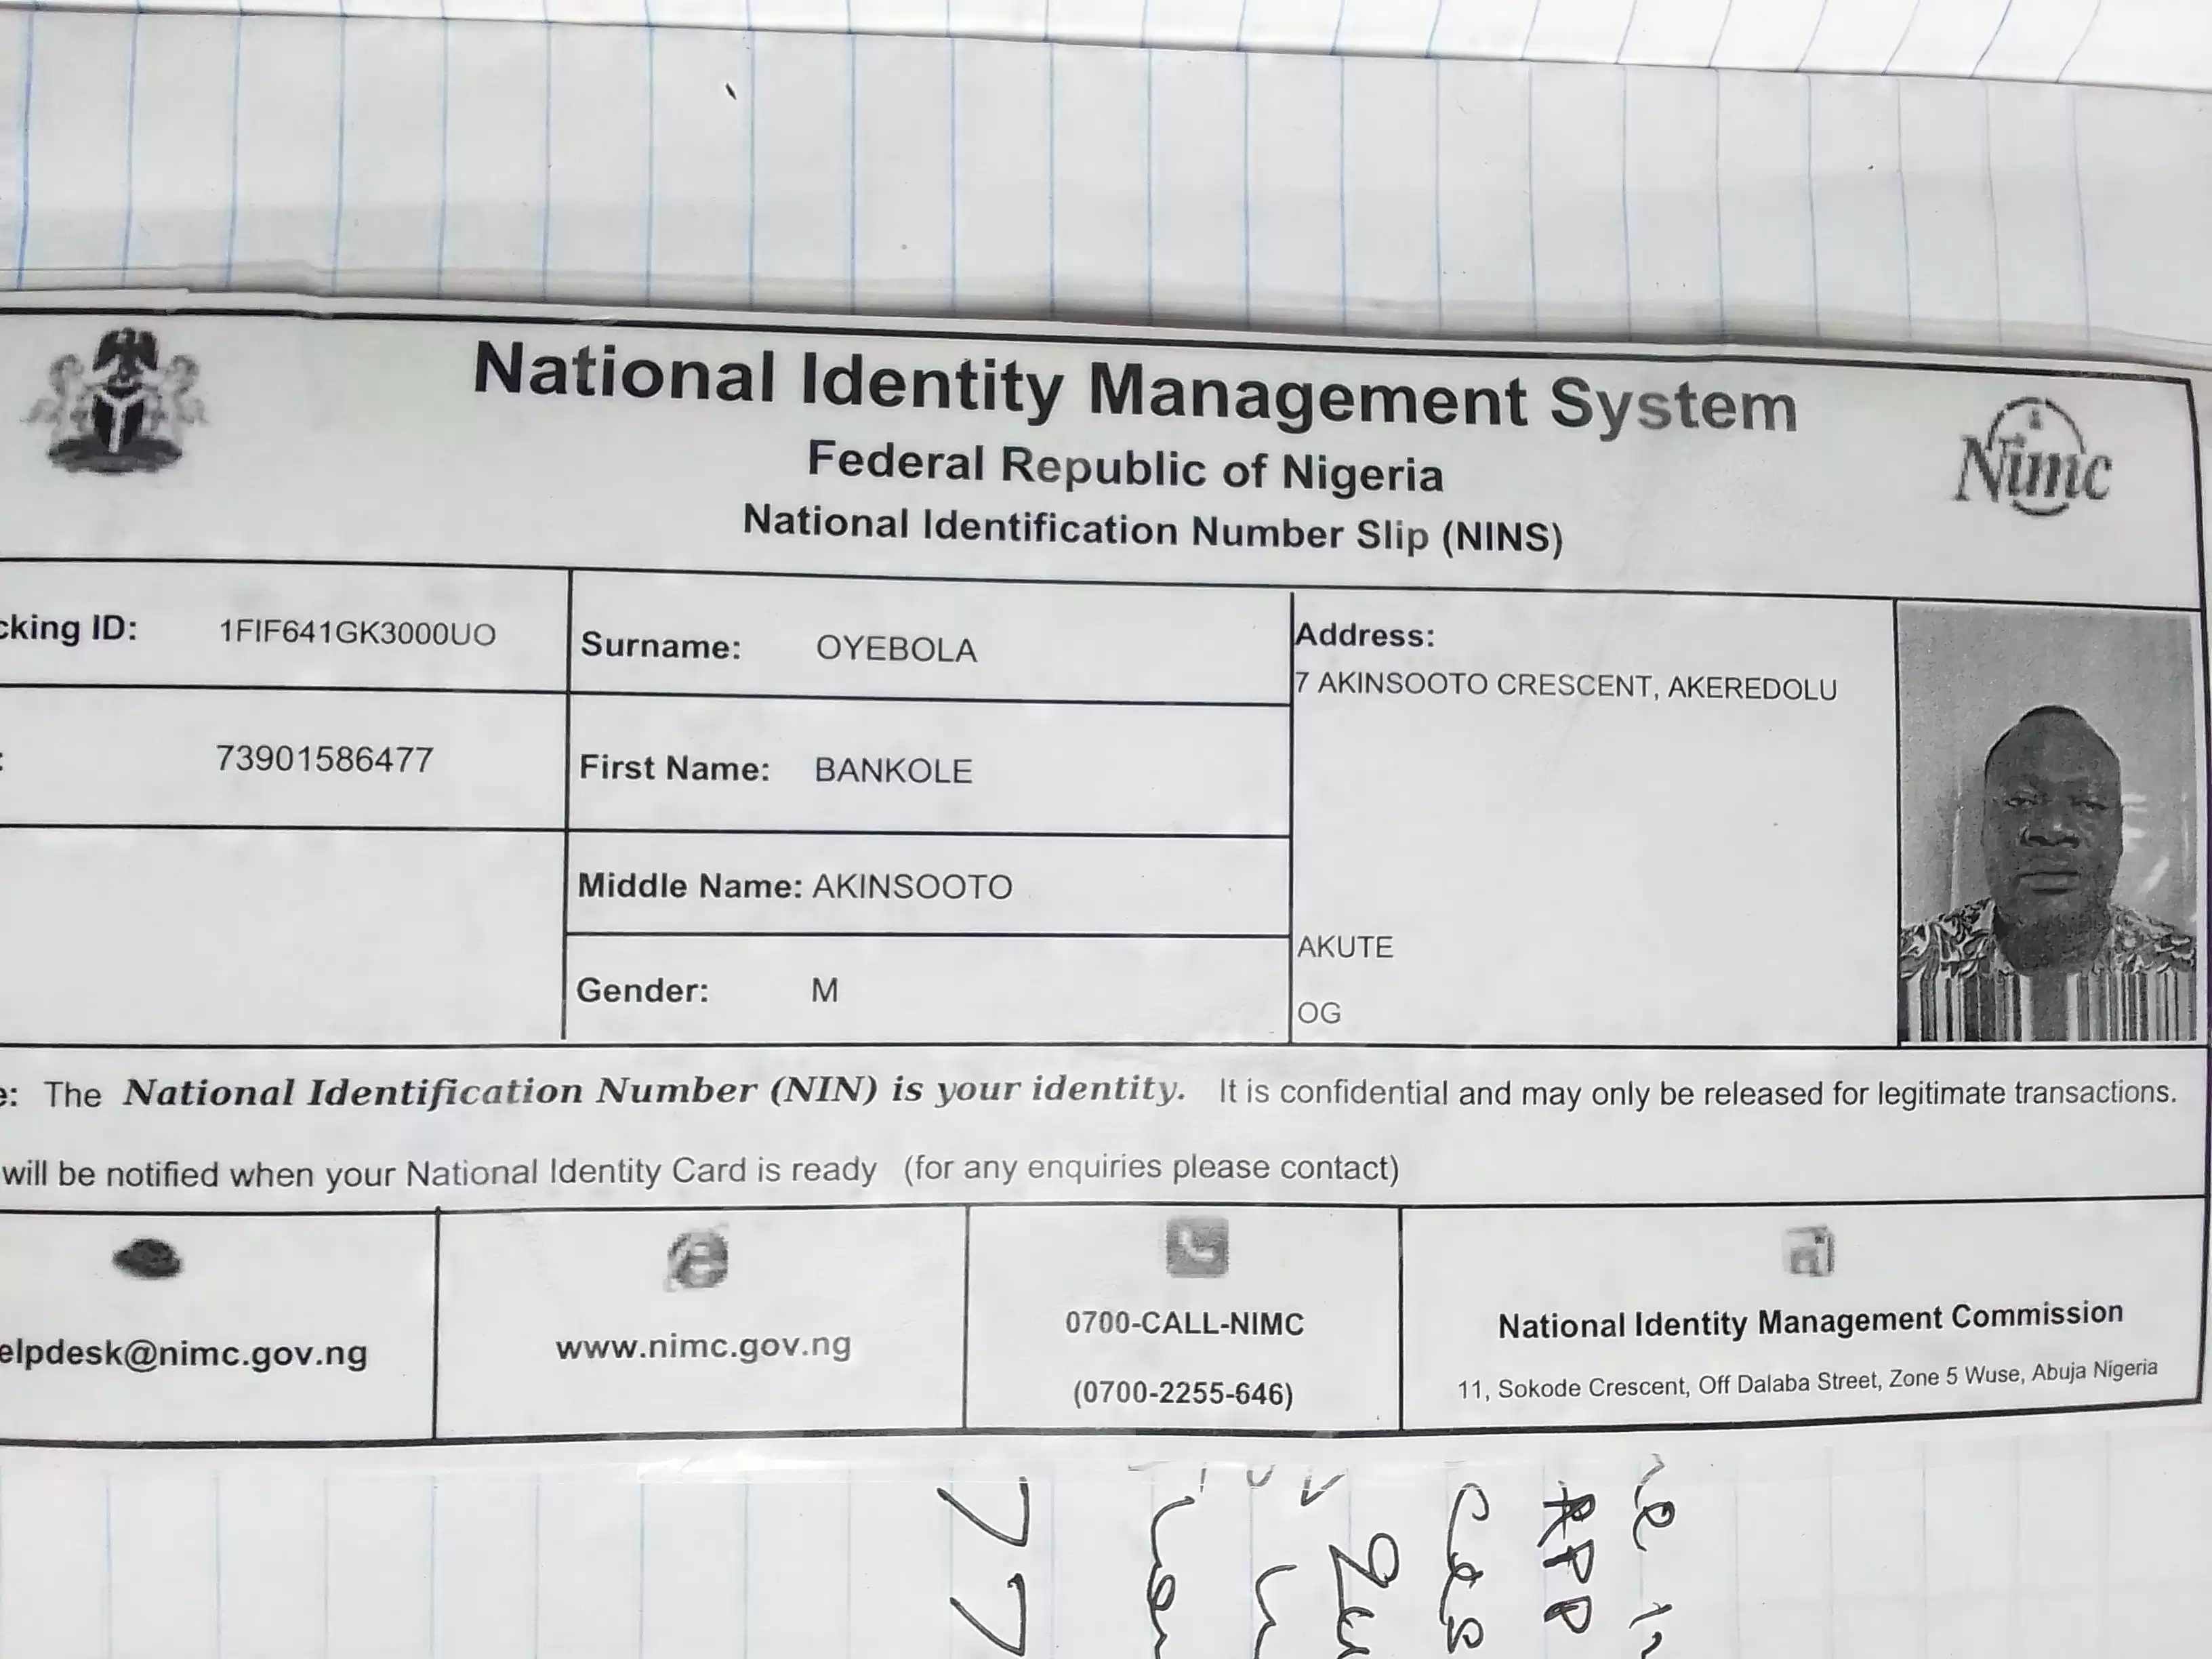 National Identity Management System
Federal Republic of Nigeria
National Identification Number Slip (NINS)
Nimc
cking ID: 1FIF641GK3000UO
: 73901586477
Surname: OYEBOLA
First Name: BANKOLE
Middle Name: AKINSOOTO
Gender: M
Address:
7 AKINSOOTO CRESCENT, AKEREDOLU
AKUTE
OG
e: The National Identification Number (NIN) is your identity. It is confidential and may only be released for legitimate transactions.
will be notified when your National Identity Card is ready (for any enquiries please contact)
elpdesk@nimc.gov.ng
www.nimc.gov.ng
0700-CALL-NIMC
(0700-2255-646)
National Identity Management Commission
11, Sokode Crescent, Off Dalaba Street, Zone 5 Wuse, Abuja Nigeria